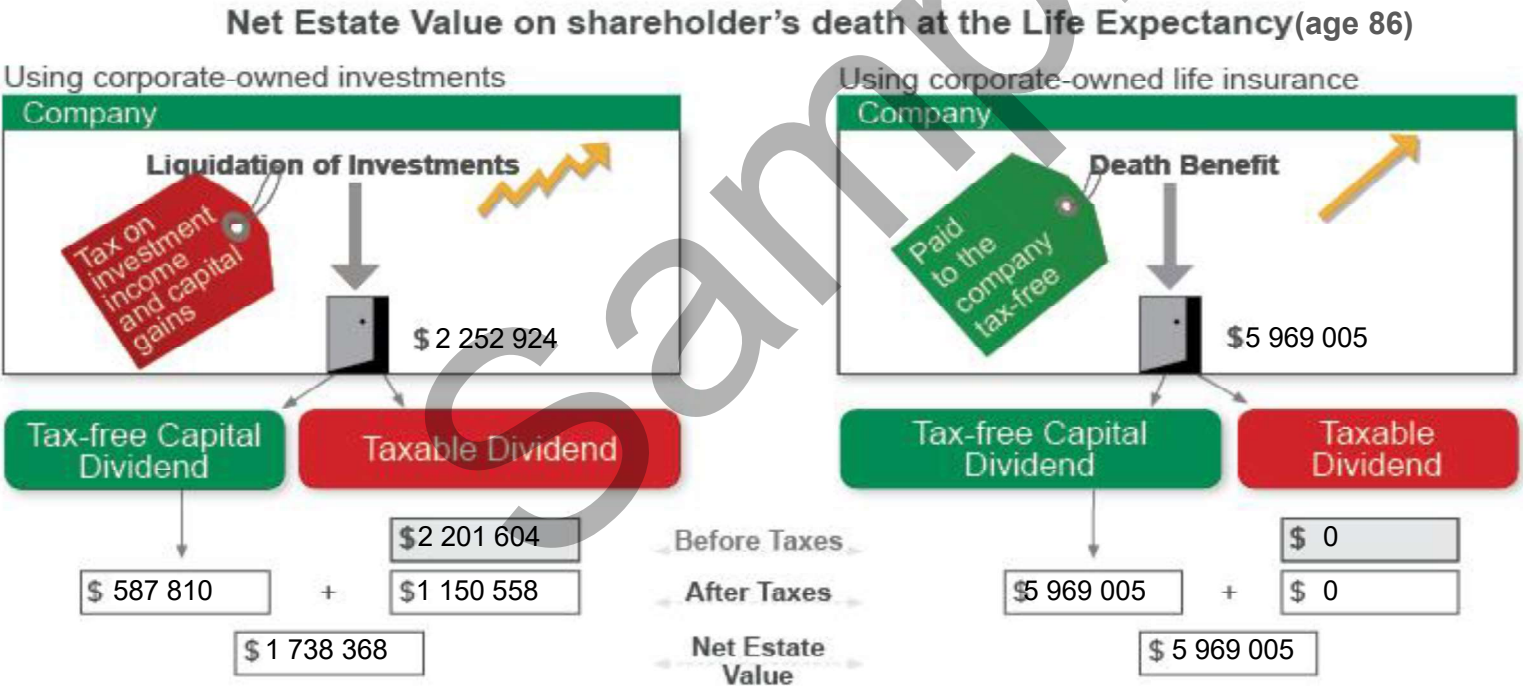 Net Estate Value on shareholder's death at the Life Expectancy(age 86)
Using corporate-owned investments
Company
Liquidation of Investments
Tax on
investment
income
and capital
gains
$ 2 252 924
Tax-free Capital
Dividend
Taxable Dividend
$2 201 604
$ 587 810 + $1 150 558
$ 1 738 368
Before Taxes
After Taxes
Net Estate
Value
Using corporate-owned life insurance
Company
Death Benefit
Paid
to the
company
tax-free
$5 969 005
Tax-free Capital
Dividend
Taxable
Dividend
$ 0
$5 969 005 + $ 0
$ 5 969 005